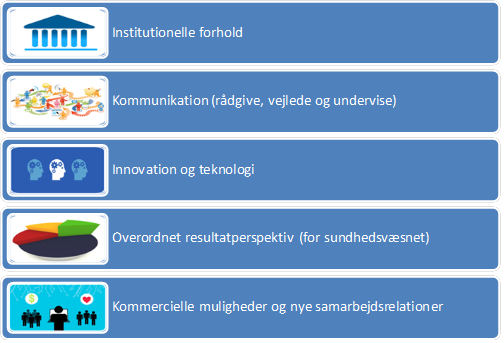 Institutionelle forhold
Kommunikation (rådgive, vejlede og undervise)
Innovation og teknologi
Overordnet resultatperspektiv (for sundhedsvæsnet)
$
Kommercielle muligheder og nye samarbejdsrelationer